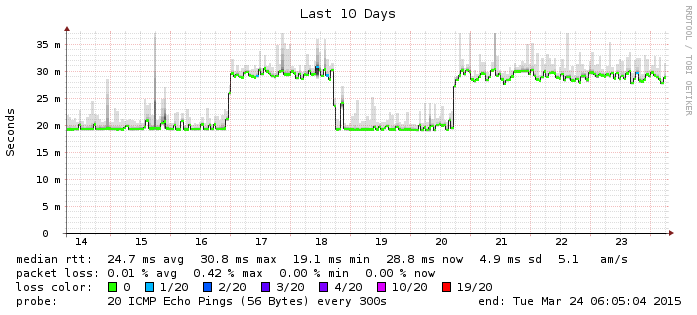 Last 10 Days
RRDTOOL / TOBI OETIKER
Seconds
35 m
30 m
25 m
20 m
15 m
10 m
5 m
0
14 15 16 17 18 19 20 21 22 23
median rtt: 24.7 ms avg 30.8 ms max 19.1 ms min 28.8 ms now 4.9 ms sd 5.1 am/s
packet loss: 0.01 % avg 0.42 % max 0.00 % min 0.00 % now
loss color: 0 1/20 2/20 3/20 4/20 10/20 19/20
probe: 20 ICMP Echo Pings (56 Bytes) every 300s end: Tue Mar 24 06:05:04 2015